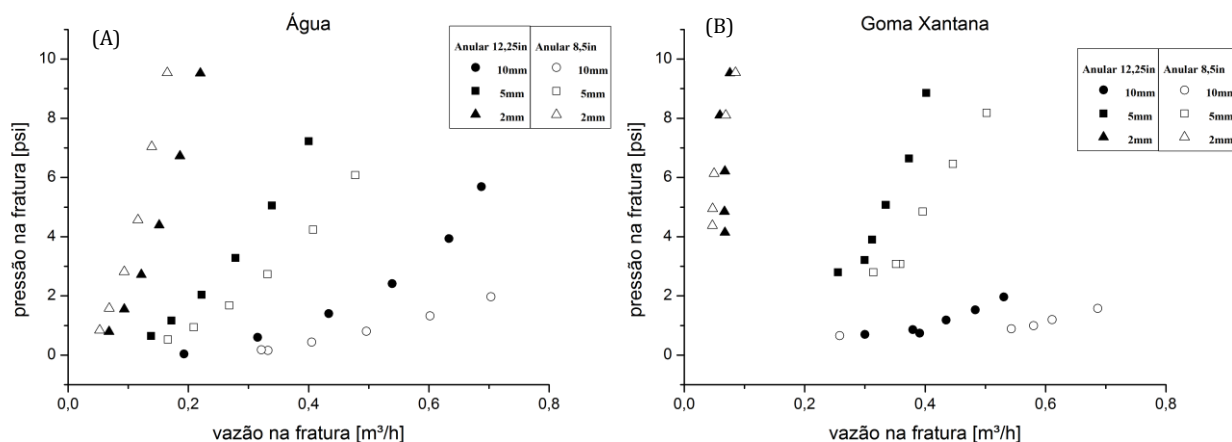 (A)
Água
Anular 12,25in Anular 8,5in
10mm 10mm
5mm 5mm
2mm 2mm
pressão na fratura [psi]
10
8
6
4
2
0
0,0 0,2 0,4 0,6 0,8
vazão na fratura [m³/h]
(B)
Goma Xantana
Anular 12,25in Anular 8,5in
10mm 10mm
5mm 5mm
2mm 2mm
pressão na fratura [psi]
10
8
6
4
2
0
0,0 0,2 0,4 0,6 0,8
vazão na fratura [m³/h]